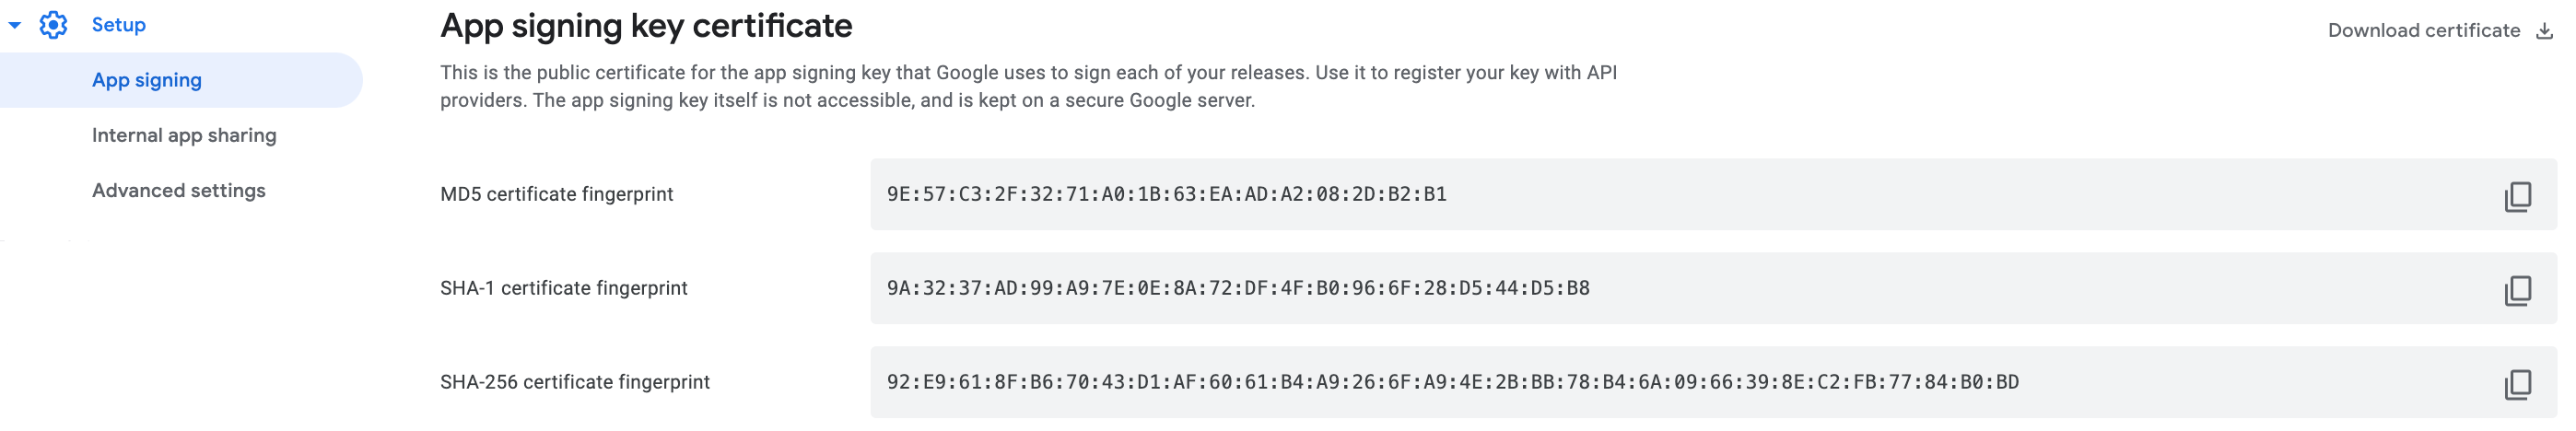 Setup
App signing
Internal app sharing
Advanced settings
App signing key certificate
Download certificate
This is the public certificate for the app signing key that Google uses to sign each of your releases. Use it to register your key with API
providers. The app signing key itself is not accessible, and is kept on a secure Google server.
MD5 certificate fingerprint
9E:57:C3:2F:32:71:A0:1B:63:EA:AD:A2:08:2D:B2:B1
SHA-1 certificate fingerprint
9A:32:37:AD:99:A9:7E:0E:8A:72:DF:4F:B0:96:6F:28:D5:44:D5:B8
SHA-256 certificate fingerprint
92:E9:61:8F:B6:70:43:D1:AF:60:61:B4:A9:26:6F:A9:4E:2B:BB:78:B4:6A:09:66:39:8E:C2:FB:77:84:B0:BD